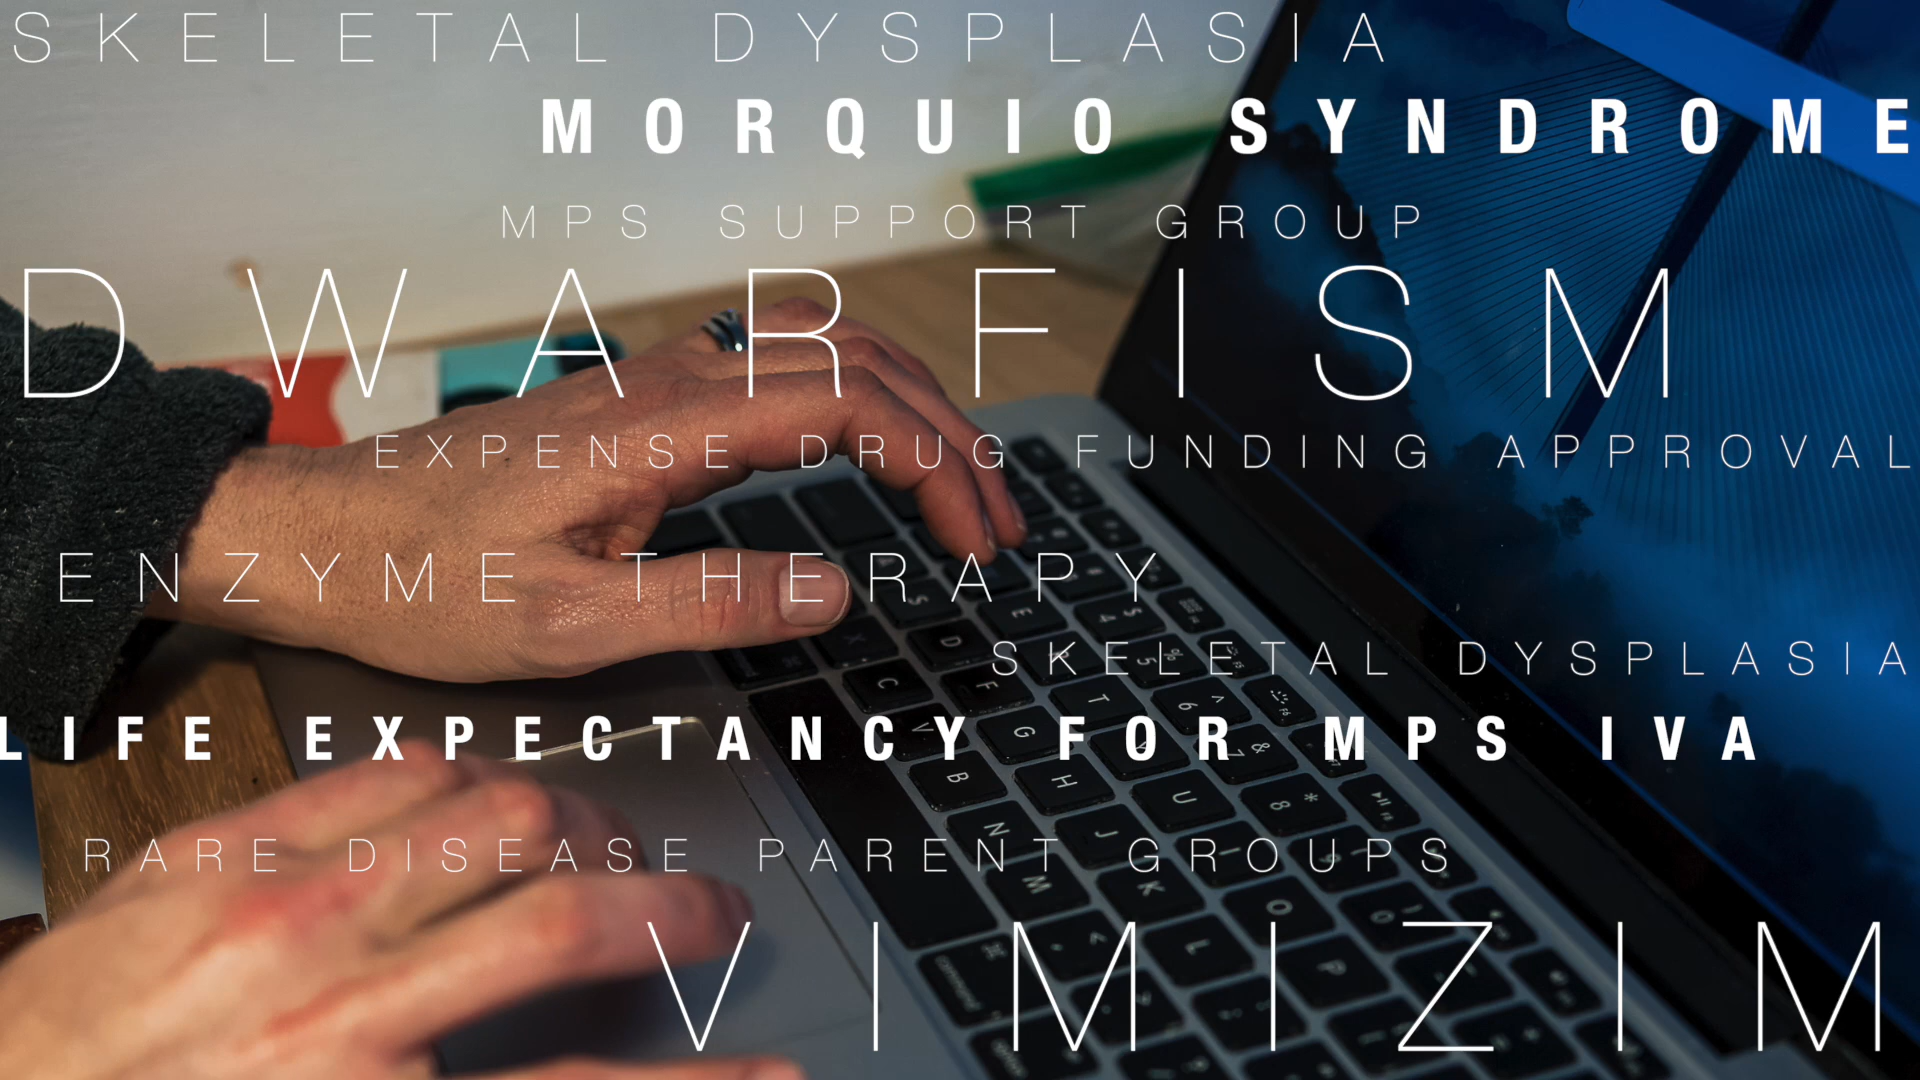 SKELETAL DYSPLASIA
MORQUIO SYNDROME
MPS SUPPORT GROUP
DWARFISM
EXPENSE DRUG FUNDING APPROVAL
ENZYME THERAPY
SKELETAL DYSPLASIA
LIFE EXPECTANCY FOR MPS IVA
RARE DISEASE PARENT GROUPS
VIMIZIM